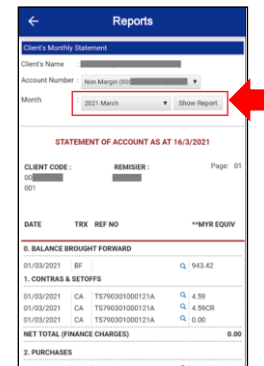 Reports
Client's Monthly Statement
Client's Name :
Account Number : Non Margin (00
Month : 2021 March Show Report
STATEMENT OF ACCOUNT AS AT 16/3/2021
CLIENT CODE : REMISIER : Page: 01
00
001
DATE TRX REF NO **MYR EQUIV
0. BALANCE BROUGHT FORWARD
01/03/2021 BF 943.42
1. CONTRAS & SETOFFS
01/03/2021 CA TS790301000121A 4.59
01/03/2021 CA TS790301000121A 4.59CR
01/03/2021 CA TS790301000121A 0.00
NET TOTAL (FINANCE CHARGES) 0.00
2. PURCHASES